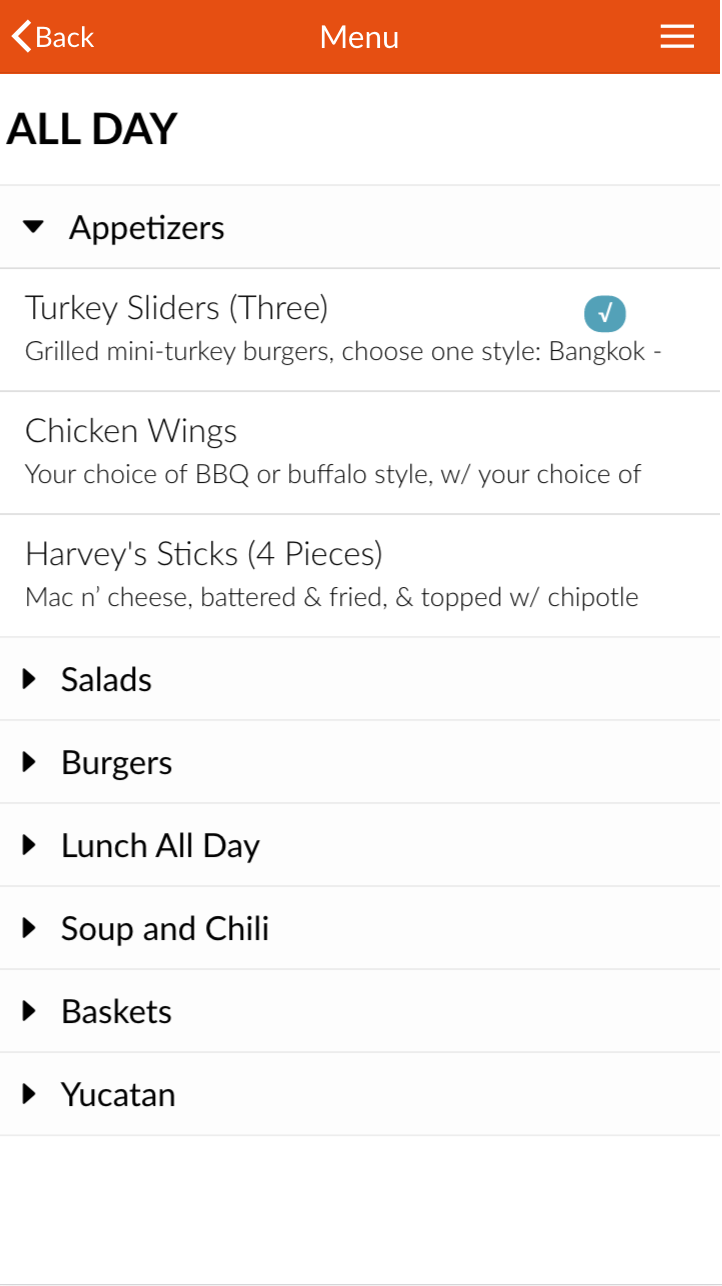 Back
Menu
ALL DAY
Appetizers
Turkey Sliders (Three)
√
Grilled mini-turkey burgers, choose one style: Bangkok -
Chicken Wings
Your choice of BBQ or buffalo style, w/ your choice of
Harvey's Sticks (4 Pieces)
Mac n’ cheese, battered & fried, & topped w/ chipotle
Salads
Burgers
Lunch All Day
Soup and Chili
Baskets
Yucatan